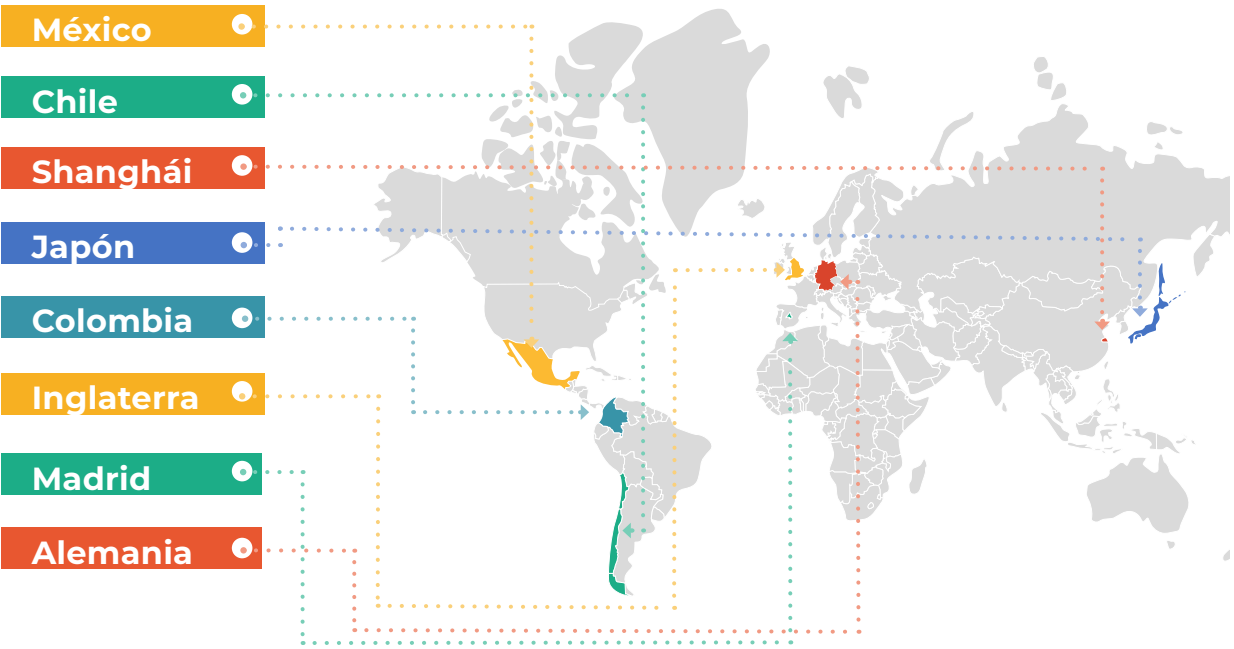 México
Chile
Shanghái
Japón
Colombia
Inglaterra
Madrid
Alemania